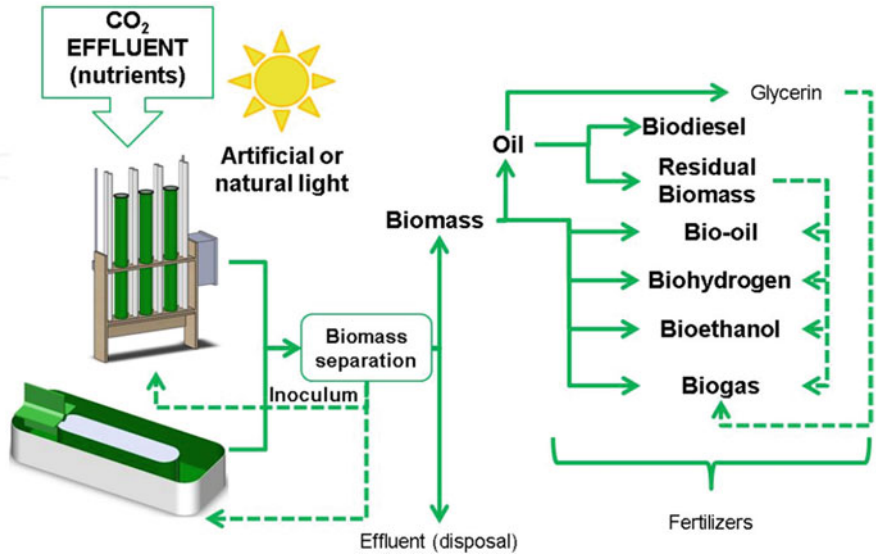 CO₂
EFFLUENT
(nutrients)
Artificial or
natural light
Biomass
separation
Inoculum
Effluent (disposal)
Biomass
Oil
Glycerin
Biodiesel
Residual
Biomass
Bio-oil
Biohydrogen
Bioethanol
Biogas
Fertilizers